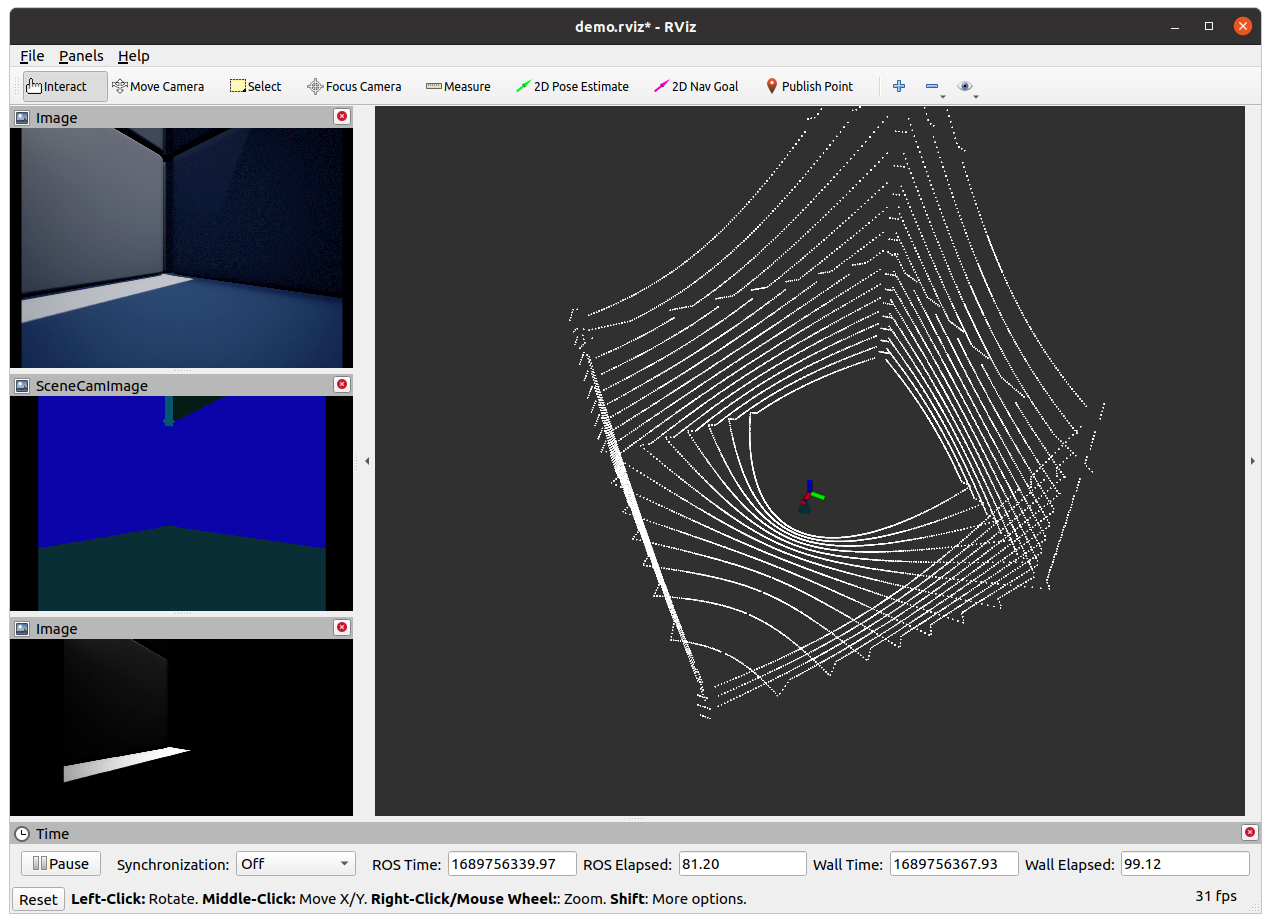 demo.rviz* - RViz
File Panels Help
Interact Move Camera Select Focus Camera Measure 2D Pose Estimate 2D Nav Goal Publish Point
Image
SceneCamImage
Image
Time
Pause Synchronization: Off ROS Time: 1689756339.97 ROS Elapsed: 81.20 Wall Time: 1689756367.93 Wall Elapsed: 99.12
Reset Left-Click: Rotate. Middle-Click: Move X/Y. Right-Click/Mouse Wheel:: Zoom. Shift: More options. 31 fps